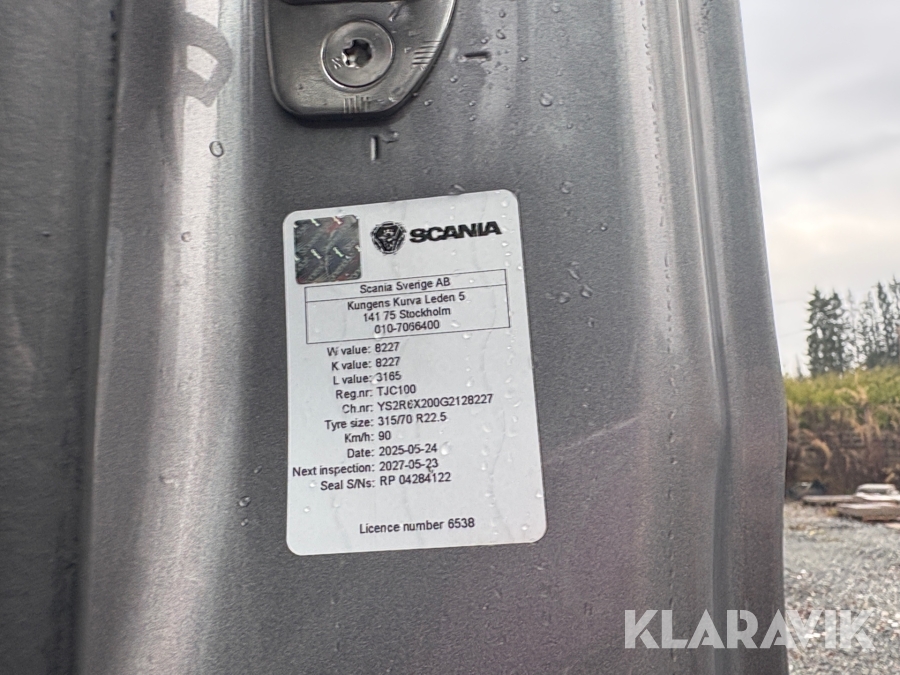 SCANIA
Scania Sverige AB
Kungens Kurva Leden 5
141 75 Stockholm
010-7066400
W value: 8227
K value: 8227
L value: 3165
Reg.nr: TJC100
Ch.nr: YS2R6X200G2128227
Tyre size: 315/70 R22.5
Km/h: 90
Date: 2025-05-24
Next inspection: 2027-05-23
Seal S/Ns: RP 04284122
Licence number 6538
KLARAVIK